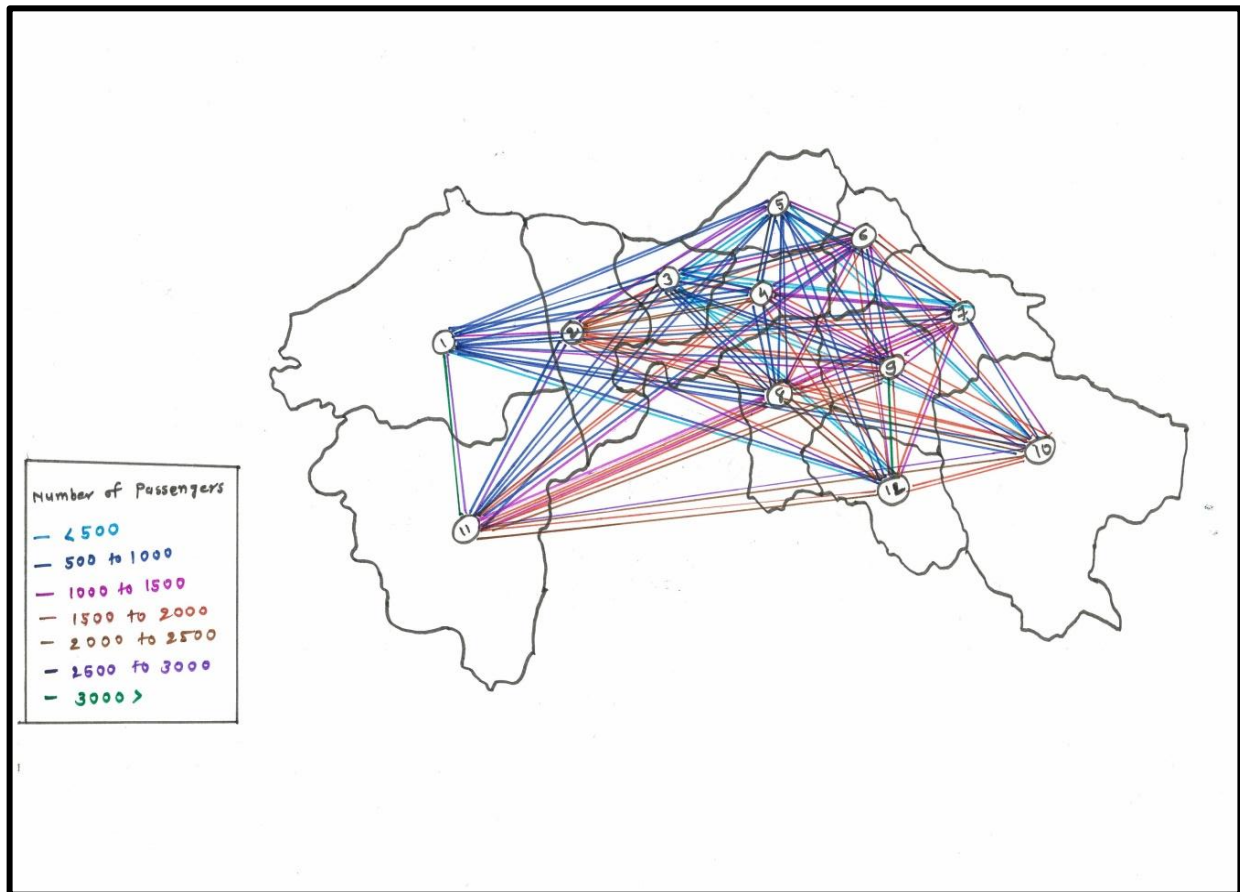 5
6
3
4
7
2
1
9
8
10
12
11
Number of Passengers
— <500
— 500 to 1000
— 1000 to 1500
— 1500 to 2000
— 2000 to 2500
— 2500 to 3000
— 3000 >